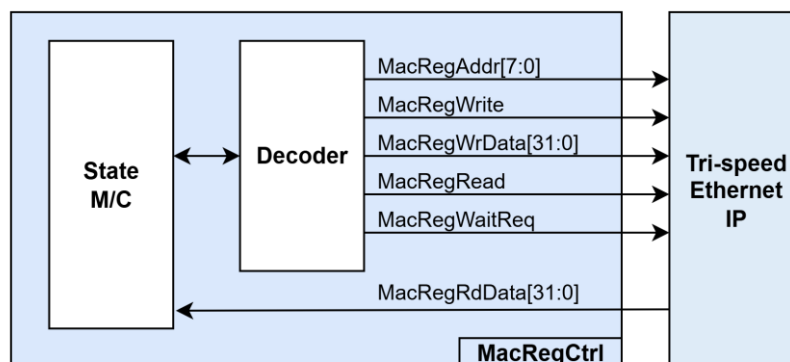 MacRegAddr[7:0]
MacRegWrite
MacRegWrData[31:0]
MacRegRead
MacRegWaitReq
MacRegRdData[31:0]
State
M/C
Decoder
Tri-speed
Ethernet
IP
MacRegCtrl